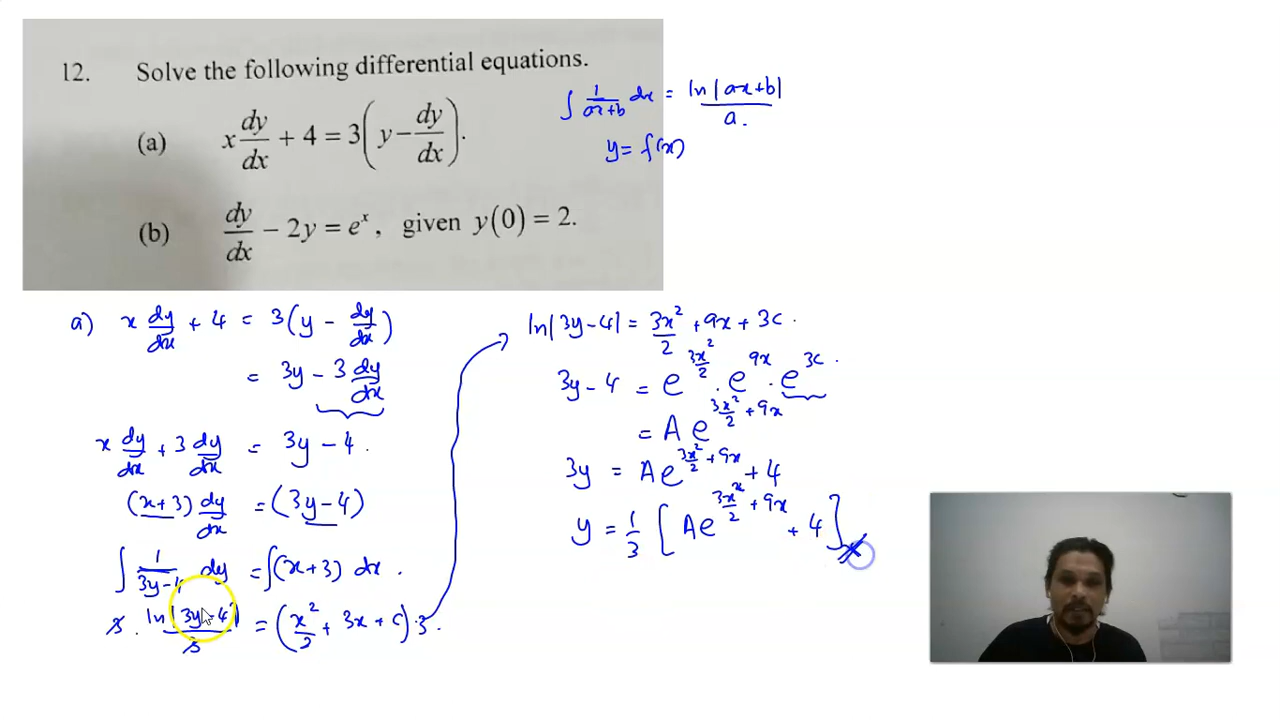 12. Solve the following differential equations.
(a) x dy/dx + 4 = 3(y − dy/dx).
(b) dy/dx − 2y = eˣ, given y(0) = 2.
∫ 1/(ax+b) dx = ln|ax+b|/a.
y = f(x)
a) x dy/dx + 4 = 3(y − dy/dx)
= 3y − 3 dy/dx
x dy/dx + 3 dy/dx = 3y − 4.
(x+3) dy/dx = (3y−4)
∫ 1/(3y−4) dy = ∫(x+3) dx.
3. ln|3y−4|/3 = (x²/2 + 3x + c).3.
ln|3y−4| = 3x²/2 + 9x + 3c.
3y−4 = e^(3x²/2) . e^(9x) . e^(3c).
= A e^(3x²/2 + 9x)
3y = Ae^(3x²/2 + 9x) + 4
y = 1/3 [Ae^(3x²/2 + 9x) + 4]